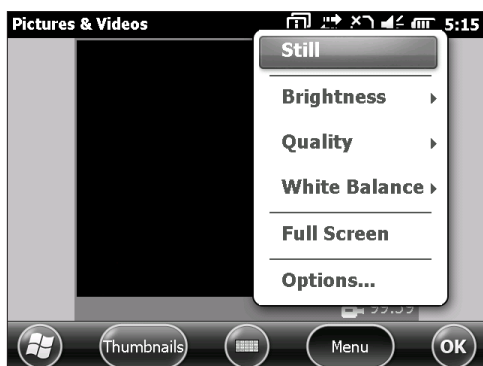 Pictures & Videos 5:15
Still
Brightness
Quality
White Balance
Full Screen
Options...
Thumbnails Menu OK